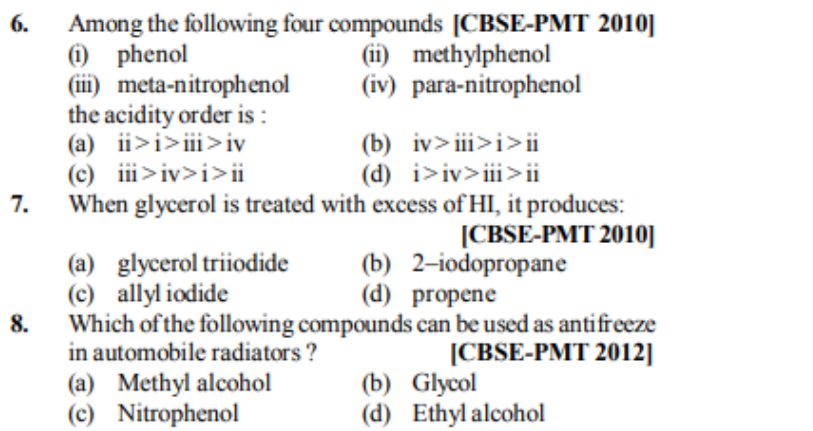 6. Among the following four compounds [CBSE-PMT 2010]
(i) phenol (ii) methylphenol
(iii) meta-nitrophenol (iv) para-nitrophenol
the acidity order is :
(a) ii>i>iii>iv (b) iv>iii>i>ii
(c) iii>iv>i>ii (d) i>iv>iii>ii
7. When glycerol is treated with excess of HI, it produces:
[CBSE-PMT 2010]
(a) glycerol triiodide (b) 2–iodopropane
(c) allyl iodide (d) propene
8. Which of the following compounds can be used as antifreeze
in automobile radiators ? [CBSE-PMT 2012]
(a) Methyl alcohol (b) Glycol
(c) Nitrophenol (d) Ethyl alcohol